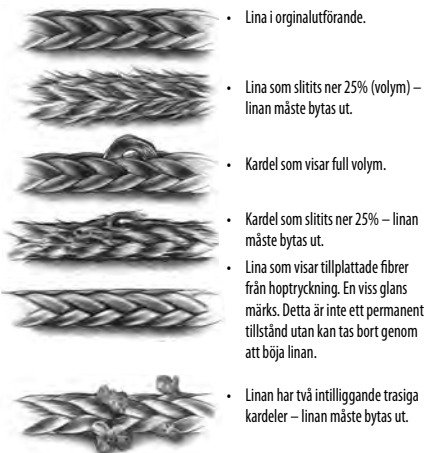 • Lina i orginalutförande.
• Lina som slitits ner 25% (volym) –
linan måste bytas ut.
• Kardel som visar full volym.
• Kardel som slitits ner 25% – linan
måste bytas ut.
• Lina som visar tillplattade fibrer
från hoptryckning. En viss glans
märks. Detta är inte ett permanent
tillstånd utan kan tas bort genom
att böja linan.
• Linan har två intilliggande trasiga
kardeler – linan måste bytas ut.